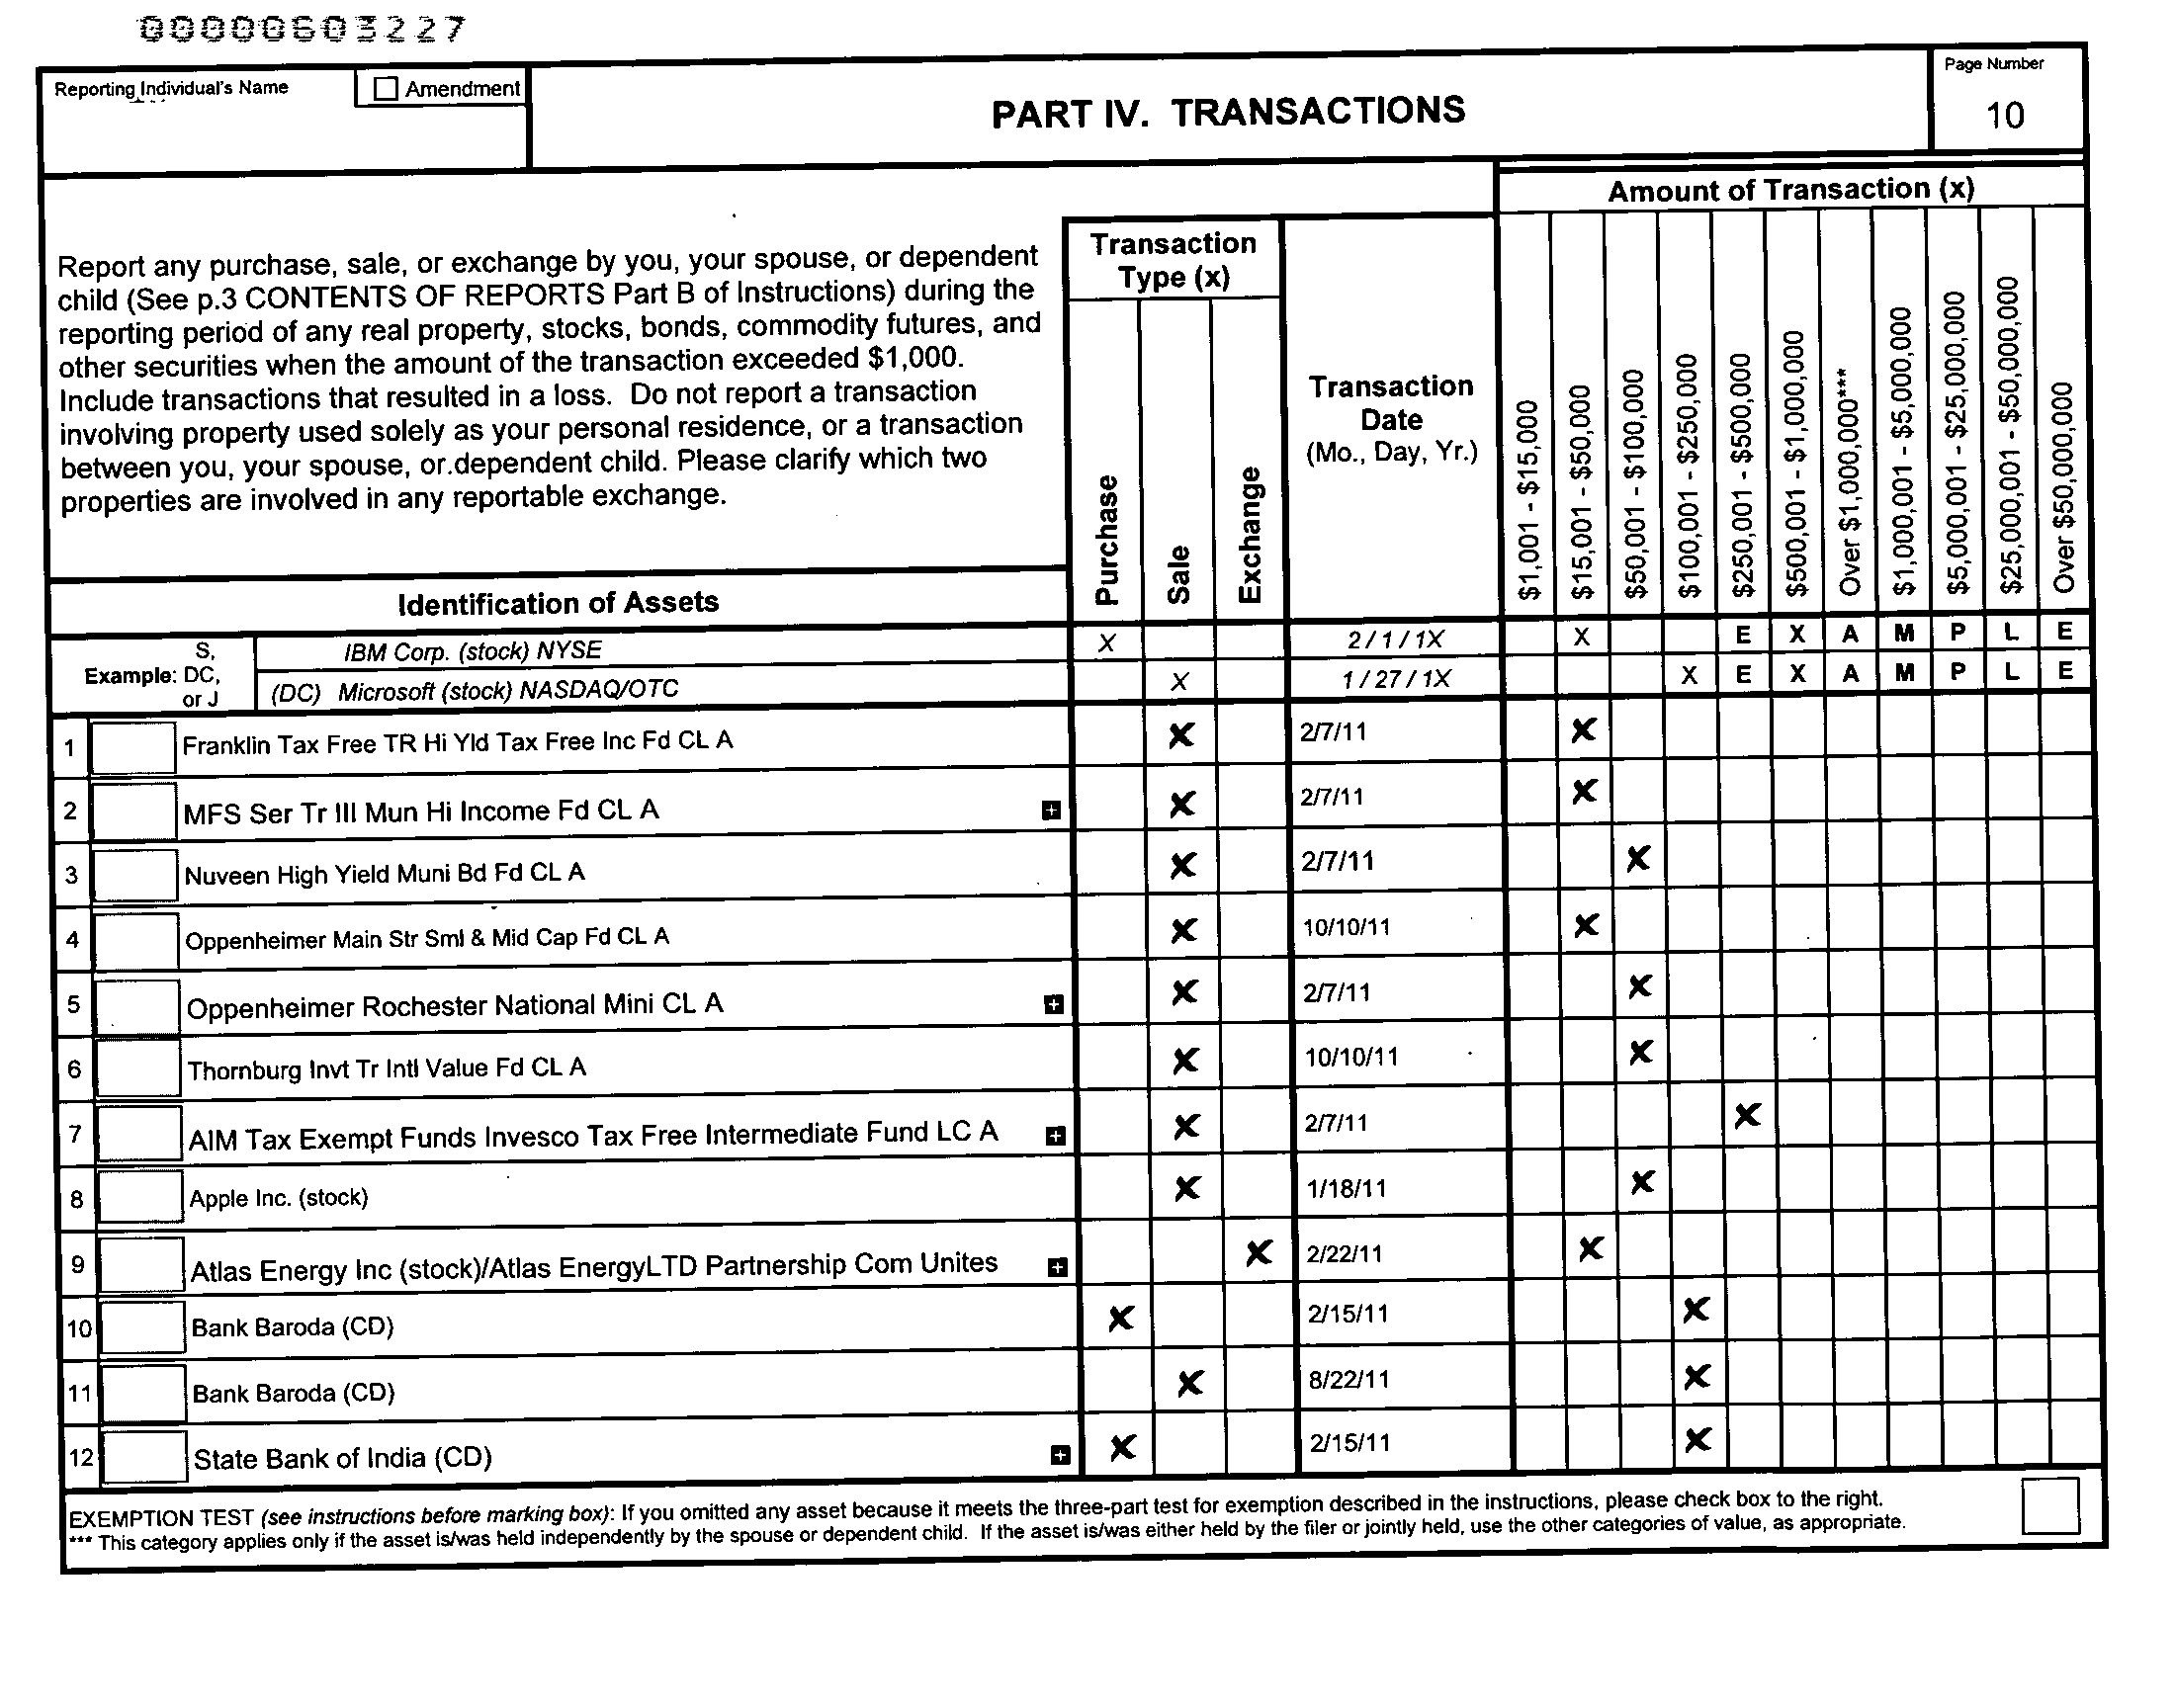 00000603227
Reporting Individual's Name
☐ Amendment
PART IV. TRANSACTIONS
Page Number
10
Amount of Transaction (x)
Report any purchase, sale, or exchange by you, your spouse, or dependent
child (See p.3 CONTENTS OF REPORTS Part B of Instructions) during the
reporting period of any real property, stocks, bonds, commodity futures, and
other securities when the amount of the transaction exceeded $1,000.
Include transactions that resulted in a loss. Do not report a transaction
involving property used solely as your personal residence, or a transaction
between you, your spouse, or dependent child. Please clarify which two
properties are involved in any reportable exchange.
Transaction
Type (x)
Purchase
Sale
Exchange
Transaction
Date
(Mo., Day, Yr.)
$1,001 - $15,000
$15,001 - $50,000
$50,001 - $100,000
$100,001 - $250,000
$250,001 - $500,000
$500,001 - $1,000,000
Over $1,000,000***
$1,000,001 - $5,000,000
$5,000,001 - $25,000,000
$25,000,001 - $50,000,000
Over $50,000,000
Identification of Assets
Example: S, DC, or J
IBM Corp. (stock) NYSE X 2 / 1 / 1X X E X A M P L E
(DC) Microsoft (stock) NASDAQ/OTC X 1 / 27 / 1X X E X A M P L E
1 Franklin Tax Free TR Hi Yld Tax Free Inc Fd CL A X 2/7/11 X
2 MFS Ser Tr III Mun Hi Income Fd CL A + X 2/7/11 X
3 Nuveen High Yield Muni Bd Fd CL A X 2/7/11 X
4 Oppenheimer Main Str Sml & Mid Cap Fd CL A X 10/10/11 X
5 Oppenheimer Rochester National Mini CL A + X 2/7/11 X
6 Thornburg Invt Tr Intl Value Fd CL A X 10/10/11 X
7 AIM Tax Exempt Funds Invesco Tax Free Intermediate Fund LC A + X 2/7/11 X
8 Apple Inc. (stock) X 1/18/11 X
9 Atlas Energy Inc (stock)/Atlas EnergyLTD Partnership Com Unites + X 2/22/11 X
10 Bank Baroda (CD) X 2/15/11 X
11 Bank Baroda (CD) X 8/22/11 X
12 State Bank of India (CD) + X 2/15/11 X
EXEMPTION TEST (see instructions before marking box): If you omitted any asset because it meets the three-part test for exemption described in the instructions, please check box to the right.
*** This category applies only if the asset is/was held independently by the spouse or dependent child. If the asset is/was either held by the filer or jointly held, use the other categories of value, as appropriate.